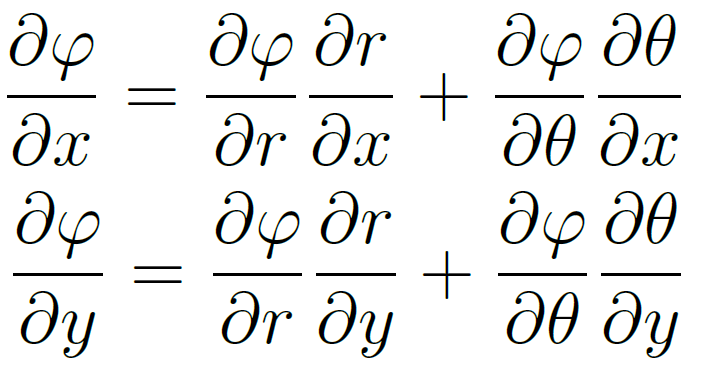 ∂φ/∂x = ∂φ/∂r ∂r/∂x + ∂φ/∂θ ∂θ/∂x
∂φ/∂y = ∂φ/∂r ∂r/∂y + ∂φ/∂θ ∂θ/∂y